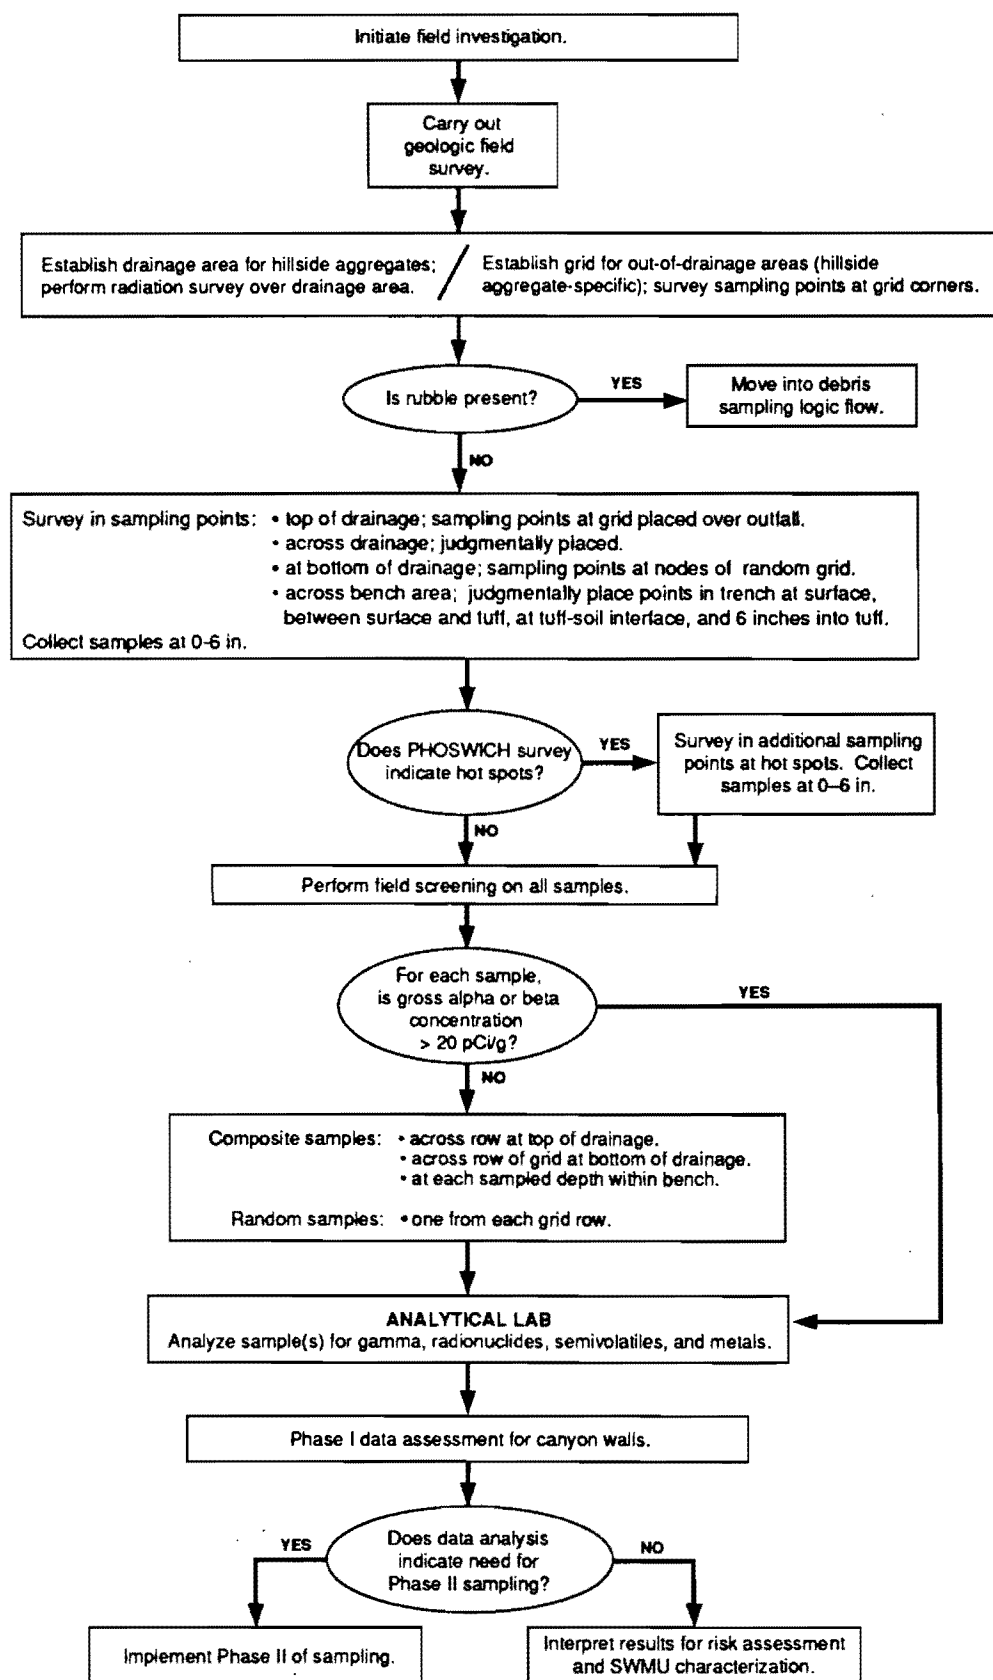 Initiate field investigation.
Carry out
geologic field
survey.
Establish drainage area for hillside aggregates;
perform radiation survey over drainage area.
/
Establish grid for out-of-drainage areas (hillside
aggregate-specific); survey sampling points at grid corners.
Is rubble present?
YES
Move into debris
sampling logic flow.
NO
Survey in sampling points: • top of drainage; sampling points at grid placed over outfall.
• across drainage; judgmentally placed.
• at bottom of drainage; sampling points at nodes of random grid.
• across bench area; judgmentally place points in trench at surface,
between surface and tuff, at tuff-soil interface, and 6 inches into tuff.
Collect samples at 0-6 in.
Does PHOSWICH survey
indicate hot spots?
YES
Survey in additional sampling
points at hot spots. Collect
samples at 0–6 in.
NO
Perform field screening on all samples.
For each sample,
is gross alpha or beta
concentration
> 20 pCi/g?
YES
NO
Composite samples: • across row at top of drainage.
• across row of grid at bottom of drainage.
• at each sampled depth within bench.
Random samples: • one from each grid row.
ANALYTICAL LAB
Analyze sample(s) for gamma, radionuclides, semivolatiles, and metals.
Phase I data assessment for canyon walls.
Does data analysis
indicate need for
Phase II sampling?
YES
NO
Implement Phase II of sampling.
Interpret results for risk assessment
and SWMU characterization.